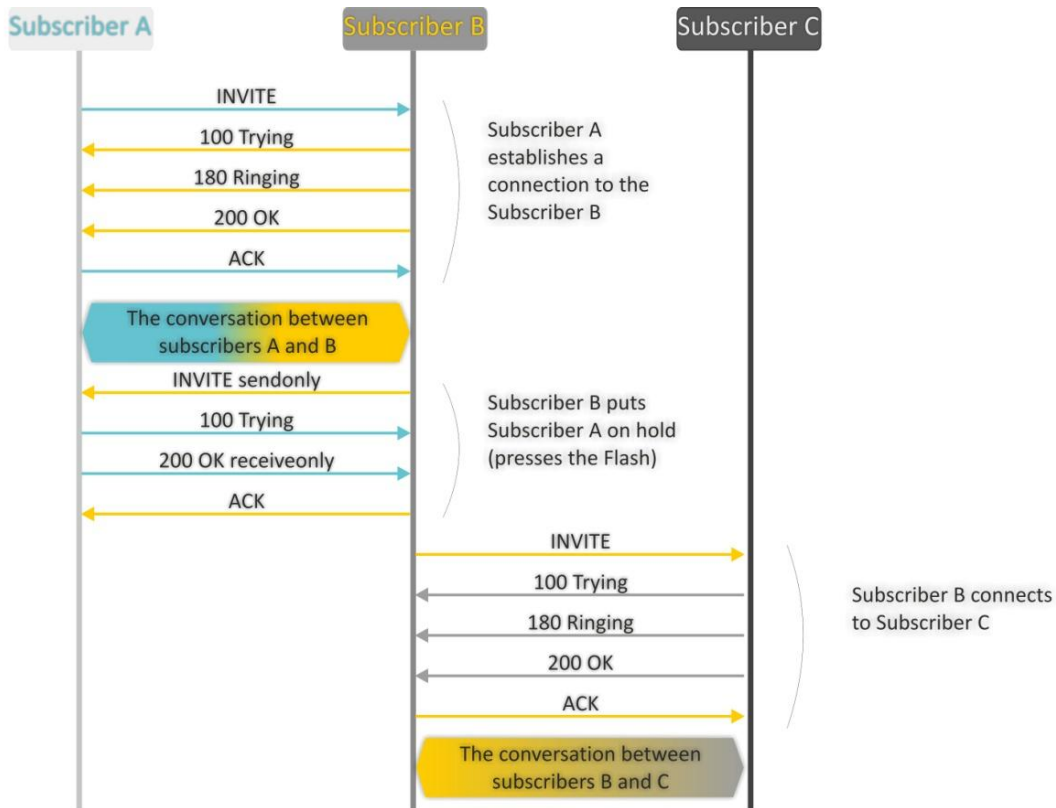 Subscriber A
Subscriber B
Subscriber C
INVITE
100 Trying
180 Ringing
200 OK
ACK
Subscriber A
establishes a
connection to the
Subscriber B
The conversation between
subscribers A and B
INVITE sendonly
100 Trying
200 OK receiveonly
ACK
Subscriber B puts
Subscriber A on hold
(presses the Flash)
INVITE
100 Trying
180 Ringing
200 OK
ACK
Subscriber B connects
to Subscriber C
The conversation between
subscribers B and C